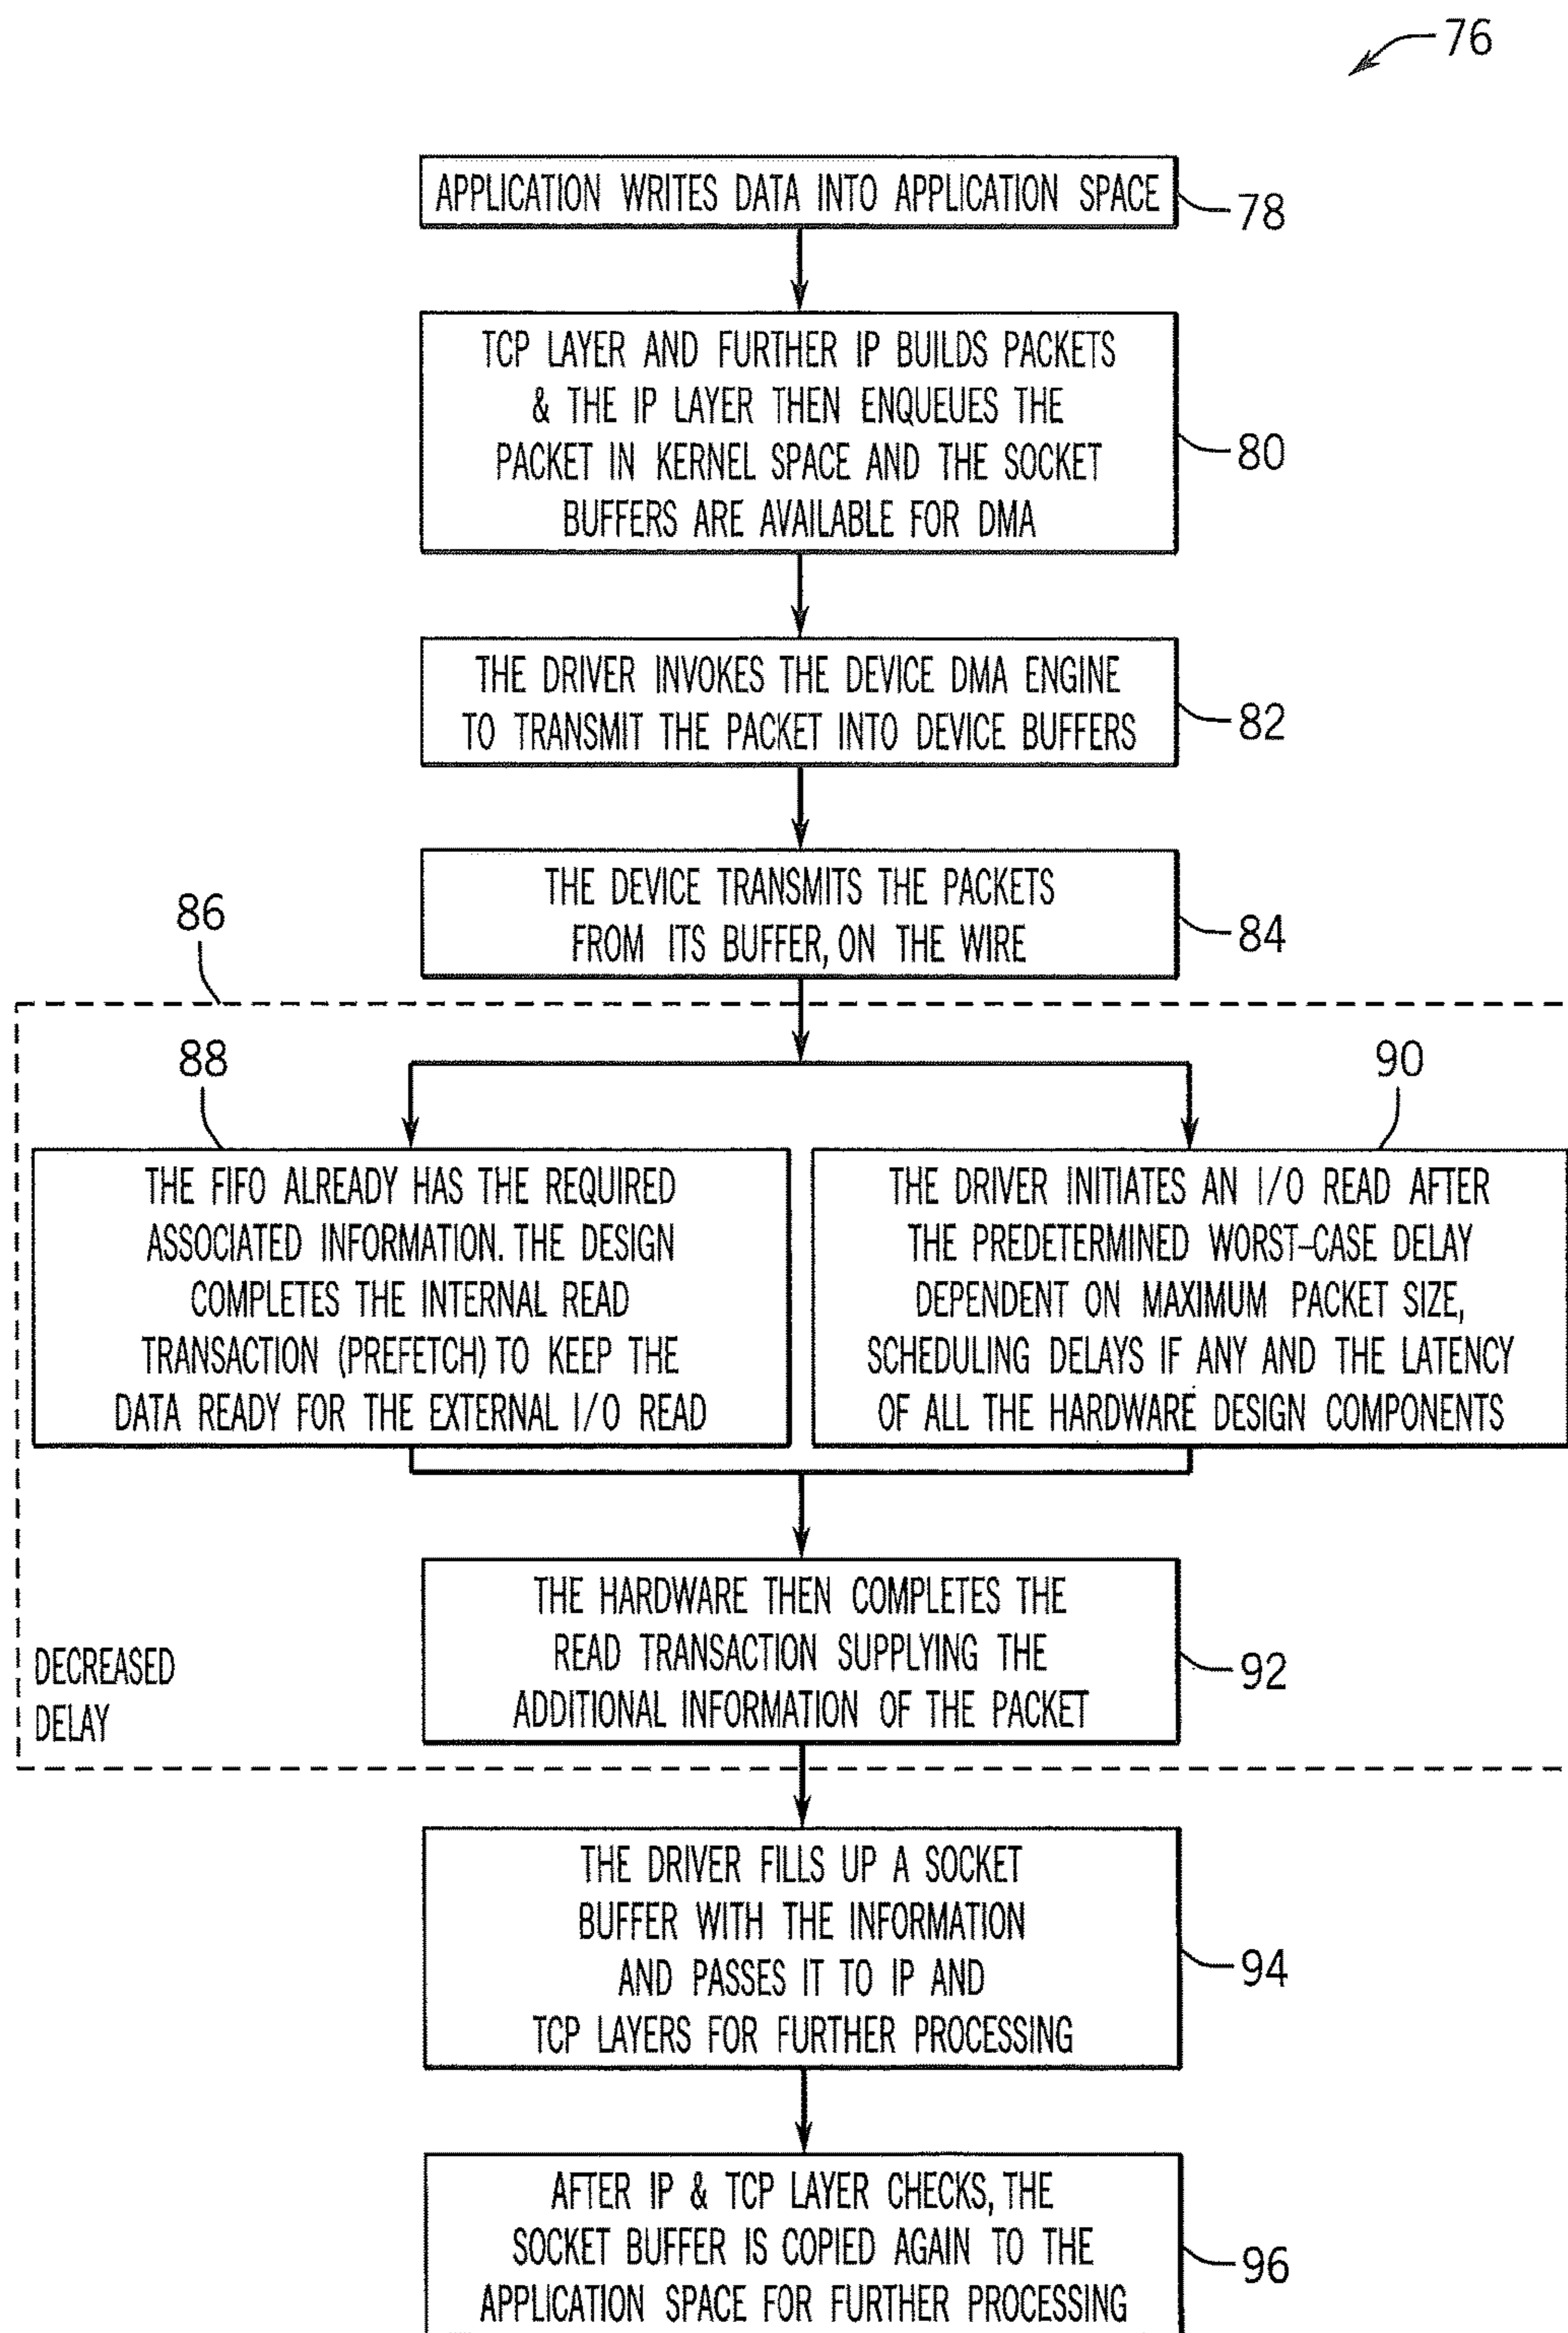 76
APPLICATION WRITES DATA INTO APPLICATION SPACE
78
TCP LAYER AND FURTHER IP BUILDS PACKETS
& THE IP LAYER THEN ENQUEUES THE
PACKET IN KERNEL SPACE AND THE SOCKET
BUFFERS ARE AVAILABLE FOR DMA
80
THE DRIVER INVOKES THE DEVICE DMA ENGINE
TO TRANSMIT THE PACKET INTO DEVICE BUFFERS
82
THE DEVICE TRANSMITS THE PACKETS
FROM ITS BUFFER, ON THE WIRE
84
86
88
THE FIFO ALREADY HAS THE REQUIRED
ASSOCIATED INFORMATION. THE DESIGN
COMPLETES THE INTERNAL READ
TRANSACTION (PREFETCH) TO KEEP THE
DATA READY FOR THE EXTERNAL I/O READ
90
THE DRIVER INITIATES AN I/O READ AFTER
THE PREDETERMINED WORST-CASE DELAY
DEPENDENT ON MAXIMUM PACKET SIZE,
SCHEDULING DELAYS IF ANY AND THE LATENCY
OF ALL THE HARDWARE DESIGN COMPONENTS
THE HARDWARE THEN COMPLETES THE
READ TRANSACTION SUPPLYING THE
ADDITIONAL INFORMATION OF THE PACKET
92
DECREASED
DELAY
THE DRIVER FILLS UP A SOCKET
BUFFER WITH THE INFORMATION
AND PASSES IT TO IP AND
TCP LAYERS FOR FURTHER PROCESSING
94
AFTER IP & TCP LAYER CHECKS, THE
SOCKET BUFFER IS COPIED AGAIN TO THE
APPLICATION SPACE FOR FURTHER PROCESSING
96